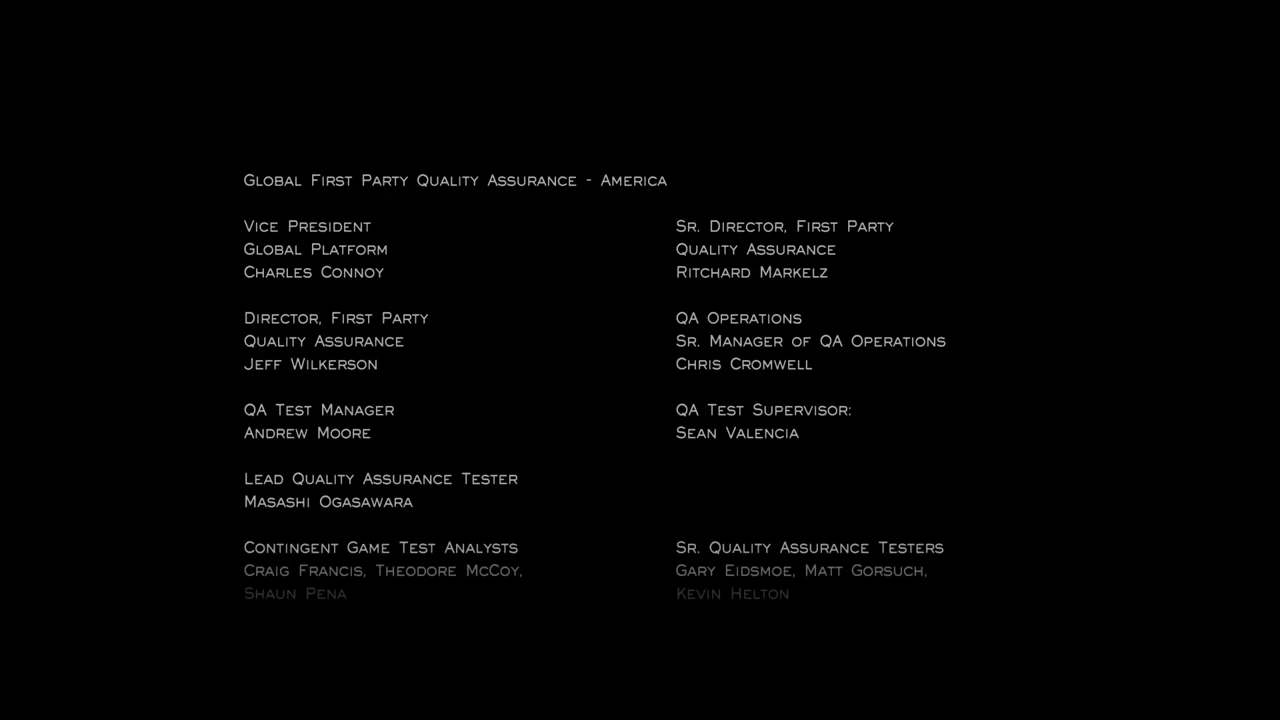 Global First Party Quality Assurance - America
Vice President
Global Platform
Charles Connoy
Sr. Director, First Party
Quality Assurance
Ritchard Markelz
Director, First Party
Quality Assurance
Jeff Wilkerson
QA Operations
Sr. Manager of QA Operations
Chris Cromwell
QA Test Manager
Andrew Moore
QA Test Supervisor:
Sean Valencia
Lead Quality Assurance Tester
Masashi Ogasawara
Contingent Game Test Analysts
Craig Francis, Theodore McCoy,
Shaun Pena
Sr. Quality Assurance Testers
Gary Eidsmoe, Matt Gorsuch,
Kevin Helton